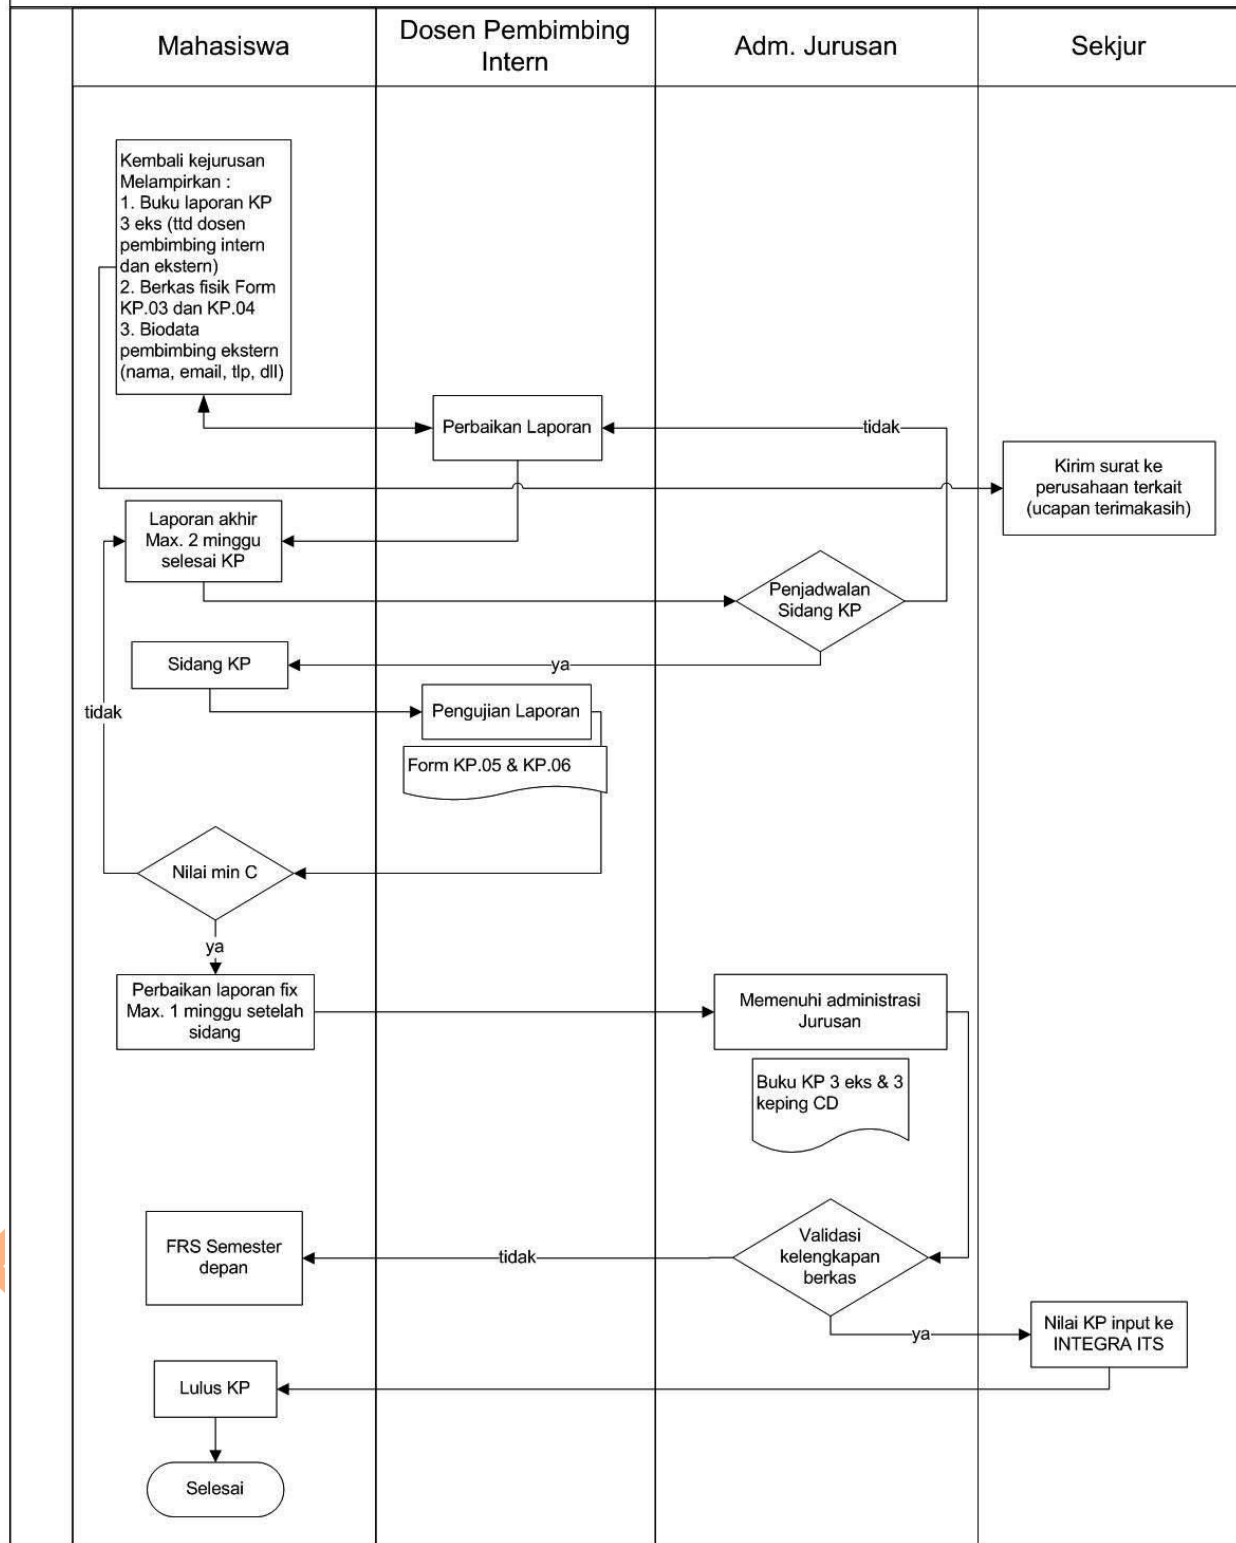 Mahasiswa
Dosen Pembimbing
Intern
Adm. Jurusan
Sekjur
Kembali kejurusan
Melampirkan :
1. Buku laporan KP
3 eks (ttd dosen
pembimbing intern
dan ekstern)
2. Berkas fisik Form
KP.03 dan KP.04
3. Biodata
pembimbing ekstern
(nama, email, tlp, dll)
Perbaikan Laporan
tidak
Kirim surat ke
perusahaan terkait
(ucapan terimakasih)
Laporan akhir
Max. 2 minggu
selesai KP
Penjadwalan
Sidang KP
Sidang KP
ya
tidak
Pengujian Laporan
Form KP.05 & KP.06
Nilai min C
ya
Perbaikan laporan fix
Max. 1 minggu setelah
sidang
Memenuhi administrasi
Jurusan
Buku KP 3 eks & 3
keping CD
FRS Semester
depan
tidak
Validasi
kelengkapan
berkas
ya
Nilai KP input ke
INTEGRA ITS
Lulus KP
Selesai